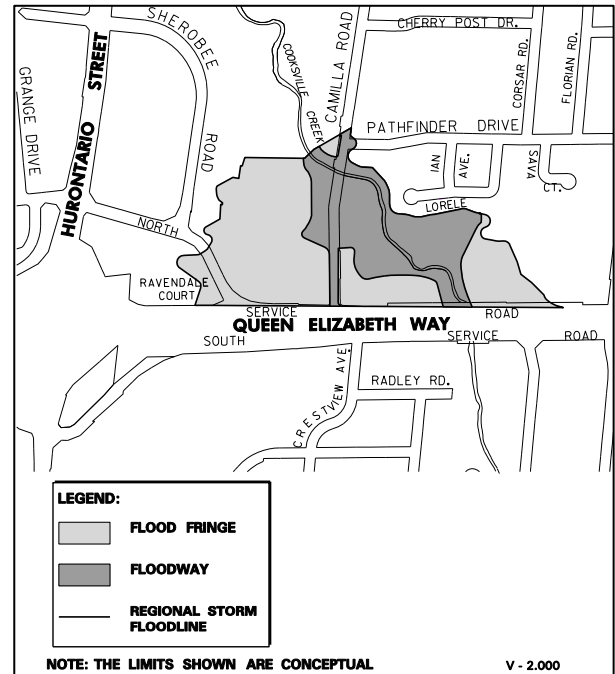 SHEROBEE
ROAD
GRANGE DRIVE
HURONTARIO STREET
COOKSVILLE CREEK
CAMILLA ROAD
CHERRY POST DR.
CORSAR RD.
FLORIAN RD.
PATHFINDER DRIVE
IAN AVE.
SAVA CT.
LORELE
NORTH
RAVENDALE
COURT
SERVICE ROAD
QUEEN ELIZABETH WAY
SOUTH SERVICE ROAD
CRESTVIEW AVE.
RADLEY RD.
LEGEND:
FLOOD FRINGE
FLOODWAY
REGIONAL STORM
FLOODLINE
NOTE: THE LIMITS SHOWN ARE CONCEPTUAL
V - 2.000